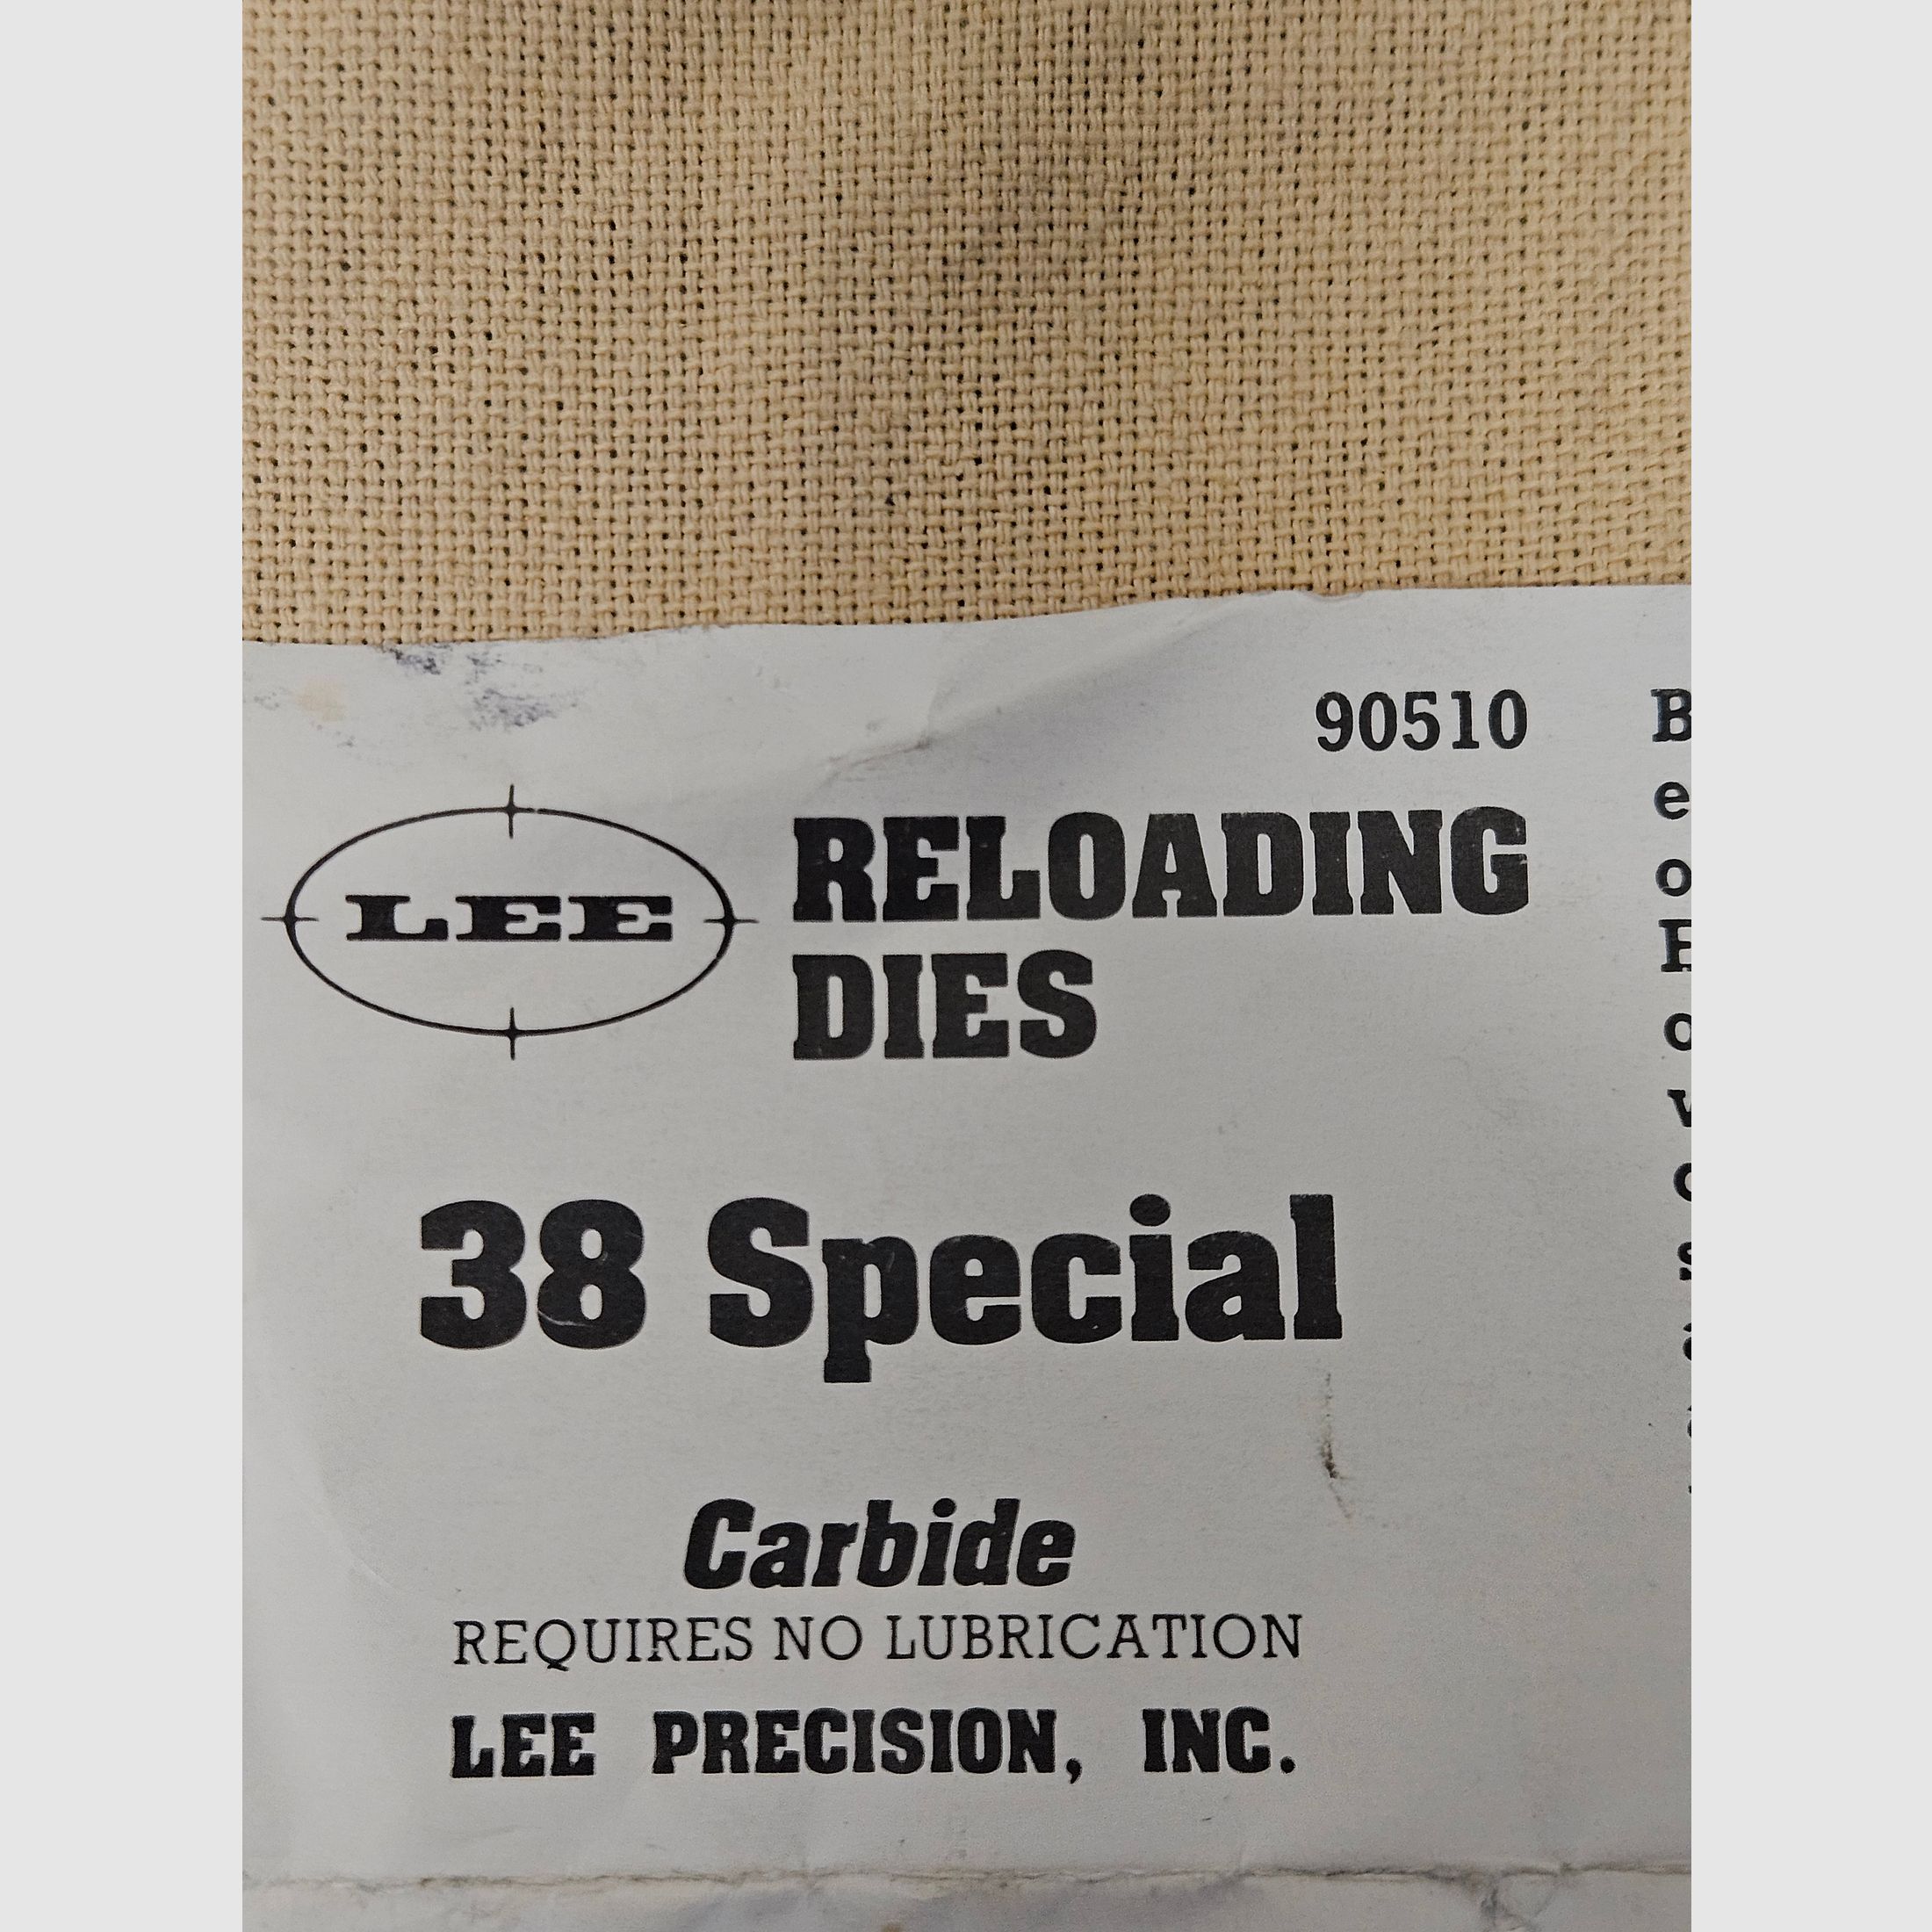 90510
LEE
RELOADING
DIES
38 Special
Carbide
REQUIRES NO LUBRICATION
LEE PRECISION, INC.